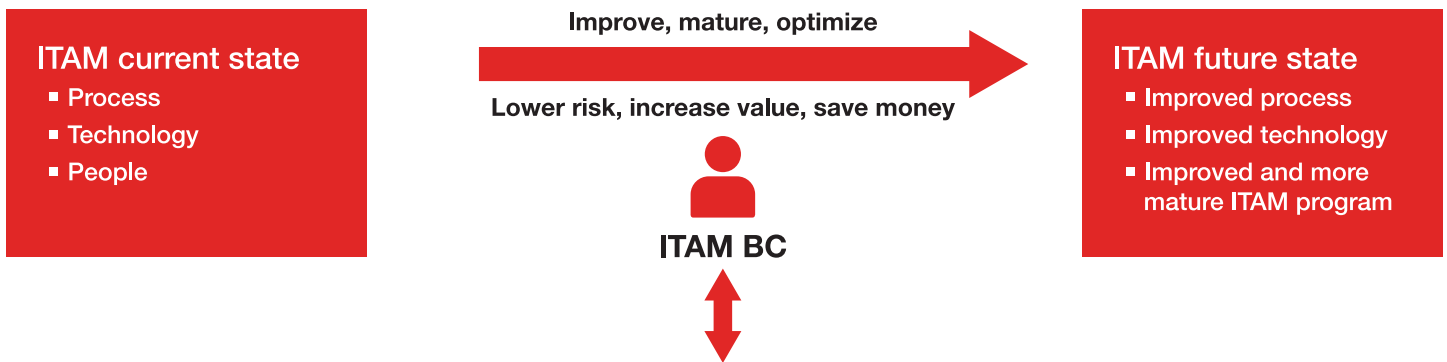 ITAM current state
▪ Process
▪ Technology
▪ People
Improve, mature, optimize
Lower risk, increase value, save money
ITAM BC
ITAM future state
▪ Improved process
▪ Improved technology
▪ Improved and more
mature ITAM program